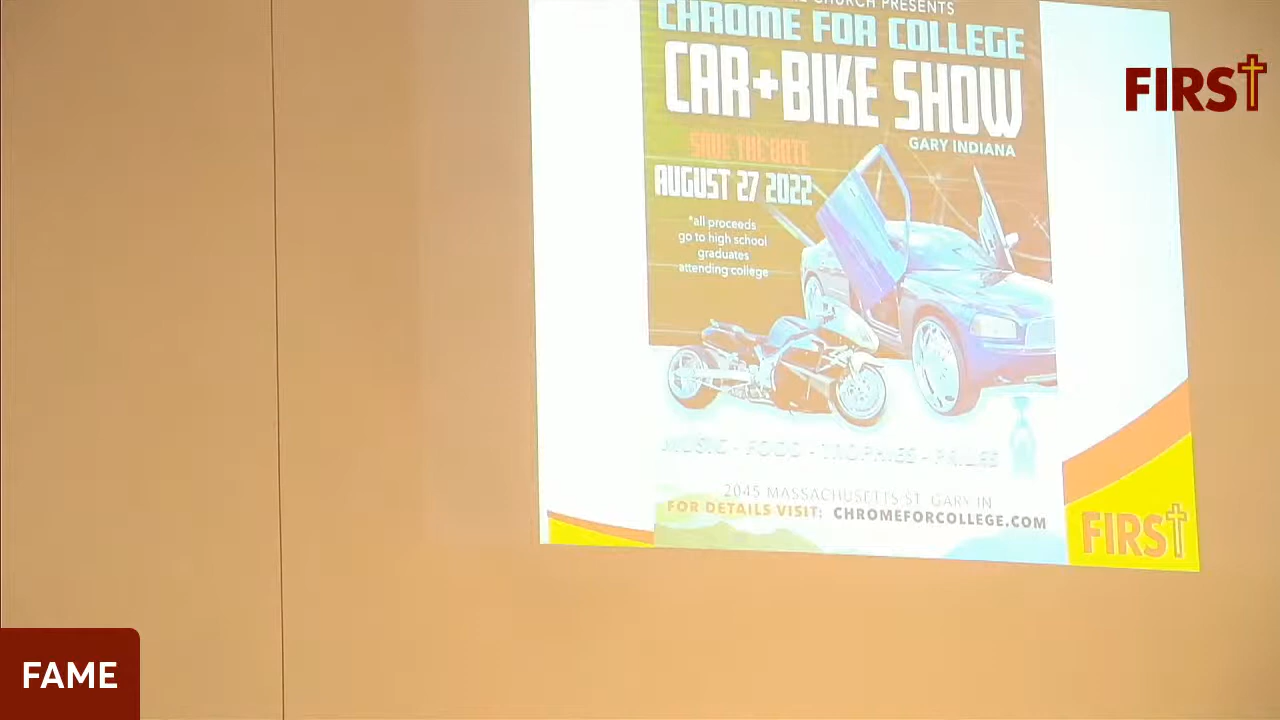 CHURCH PRESENTS
CHROME FOR COLLEGE
CAR+BIKE SHOW
GARY INDIANA
SAVE THE DATE
AUGUST 27 2022
*all proceeds
go to high school
graduates
attending college
MUSIC - FOOD - TROPHIES - PRIZES
2045 MASSACHUSETTS ST GARY IN
FOR DETAILS VISIT: CHROMEFORCOLLEGE.COM
FIRST
FIRST
FAME